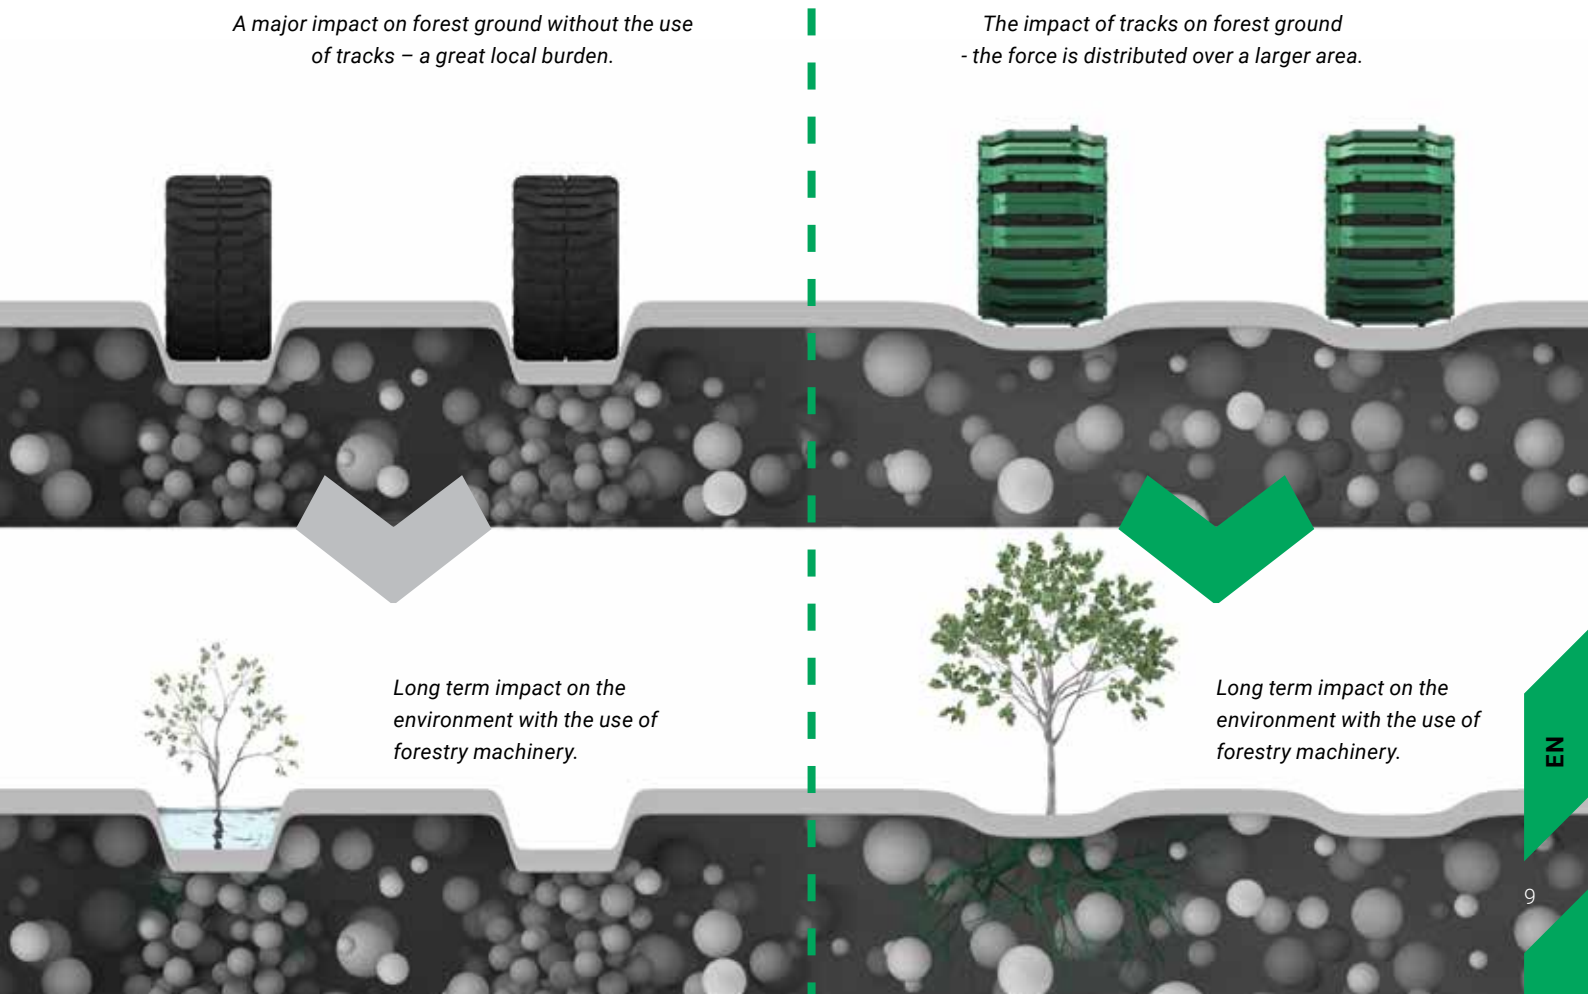 A major impact on forest ground without the use
of tracks – a great local burden.
The impact of tracks on forest ground
- the force is distributed over a larger area.
Long term impact on the
environment with the use of
forestry machinery.
Long term impact on the
environment with the use of
forestry machinery.
EN
9